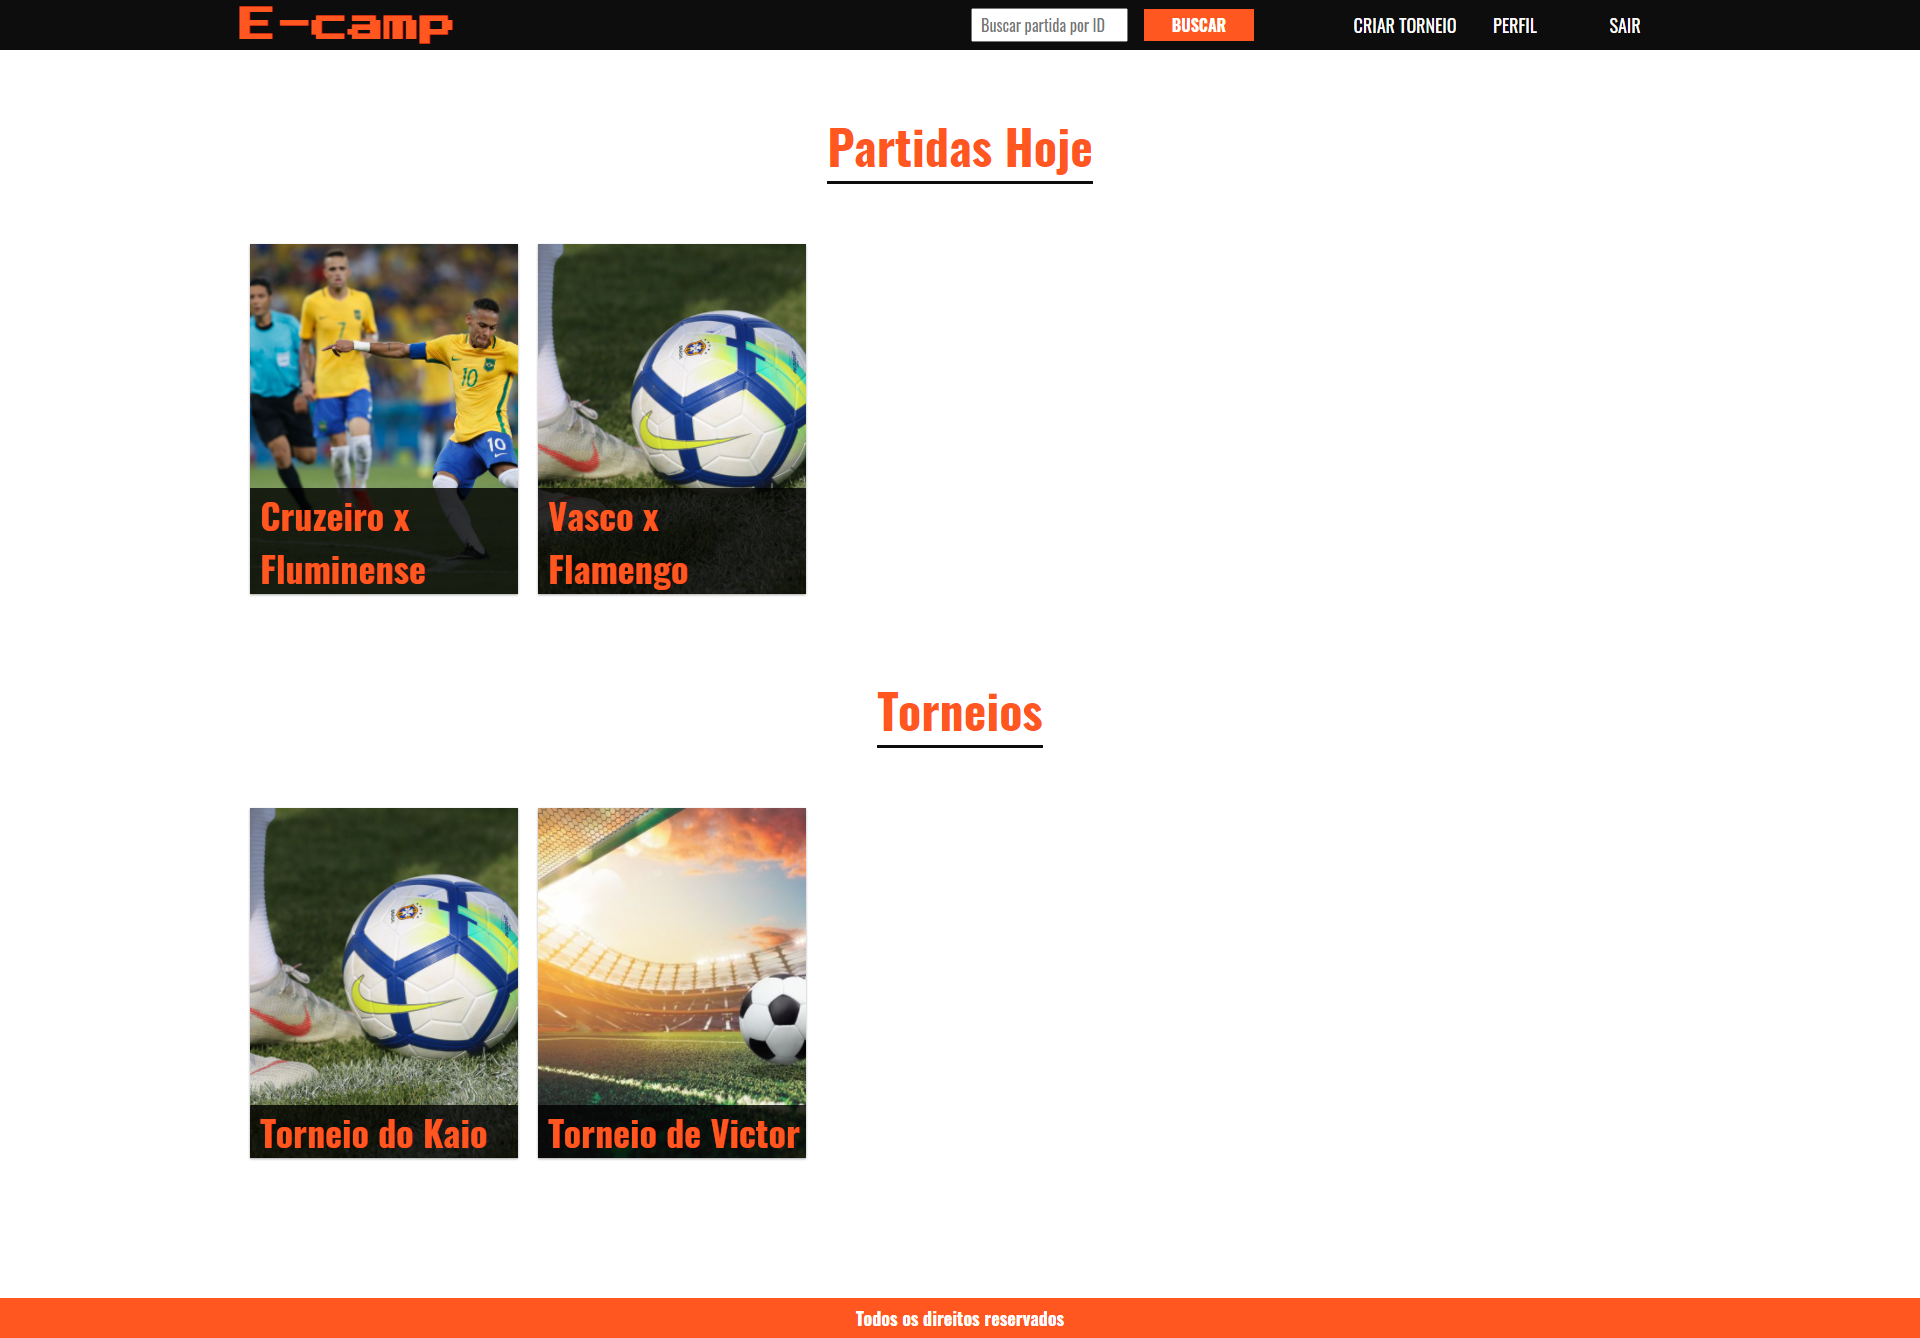 E-camp
Buscar partida por ID
BUSCAR
CRIAR TORNEIO
PERFIL
SAIR
Partidas Hoje
7
10
10
Cruzeiro x
Fluminense
Vasco x
Flamengo
Torneios
Torneio do Kaio
Torneio de Victor
Todos os direitos reservados